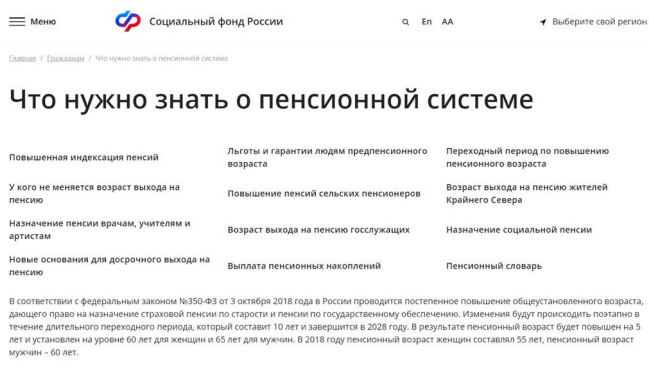 Меню
Социальный фонд России
En
AA
Выберите свой регион
Главная / Гражданам / Что нужно знать о пенсионной системе
Что нужно знать о пенсионной системе
Повышенная индексация пенсий
Льготы и гарантии людям предпенсионного
возраста
Переходный период по повышению
пенсионного возраста
У кого не меняется возраст выхода на
пенсию
Повышение пенсий сельских пенсионеров
Возраст выхода на пенсию жителей
Крайнего Севера
Назначение пенсии врачам, учителям и
артистам
Возраст выхода на пенсию госслужащих
Назначение социальной пенсии
Новые основания для досрочного выхода на
пенсию
Выплата пенсионных накоплений
Пенсионный словарь
В соответствии с федеральным законом №350-ФЗ от 3 октября 2018 года в России проводится постепенное повышение общеустановленного возраста,
дающего право на назначение страховой пенсии по старости и пенсии по государственному обеспечению. Изменения будут происходить поэтапно в
течение длительного переходного периода, который составит 10 лет и завершится в 2028 году. В результате пенсионный возраст будет повышен на 5
лет и установлен на уровне 60 лет для женщин и 65 лет для мужчин. В 2018 году пенсионный возраст женщин составлял 55 лет, пенсионный возраст
мужчин – 60 лет.